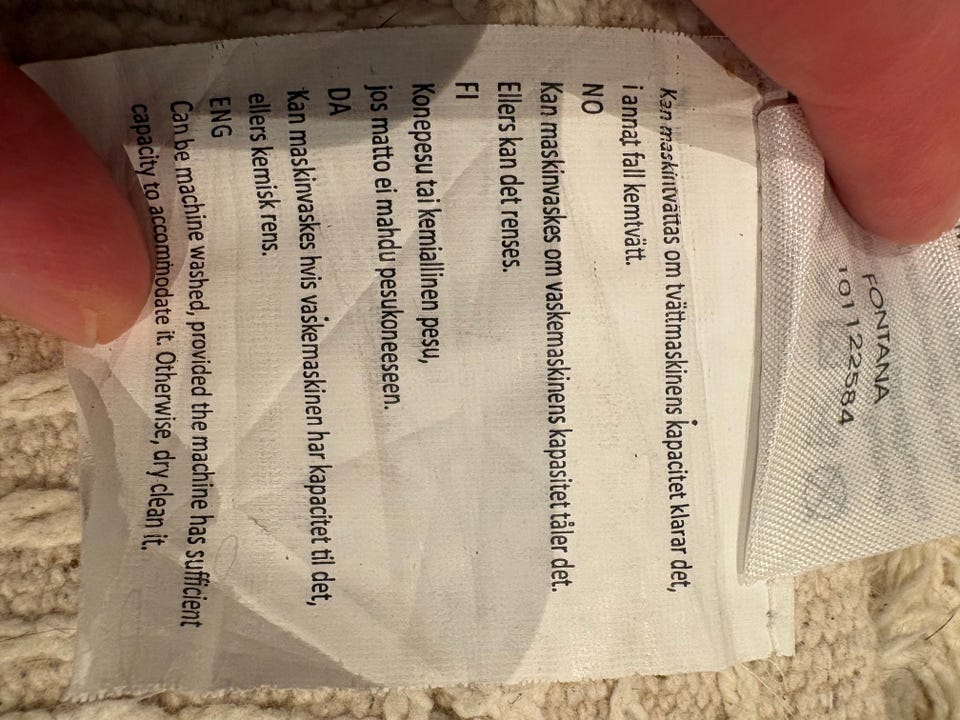 FONTANA
101122584
Kan maskintvättas om tvättmaskinens kapacitet klarar det,
i annat fall kemtvätt.
NO
Kan maskinvaskes om vaskemaskinens kapasitet tåler det.
Ellers kan det renses.
FI
Konepesu tai kemiallinen pesu,
jos matto ei mahdu pesukoneeseen.
DA
Kan maskinvaskes hvis vaskemaskinen har kapacitet til det,
ellers kemisk rens.
ENG
Can be machine washed, provided the machine has sufficient
capacity to accommodate it. Otherwise, dry clean it.